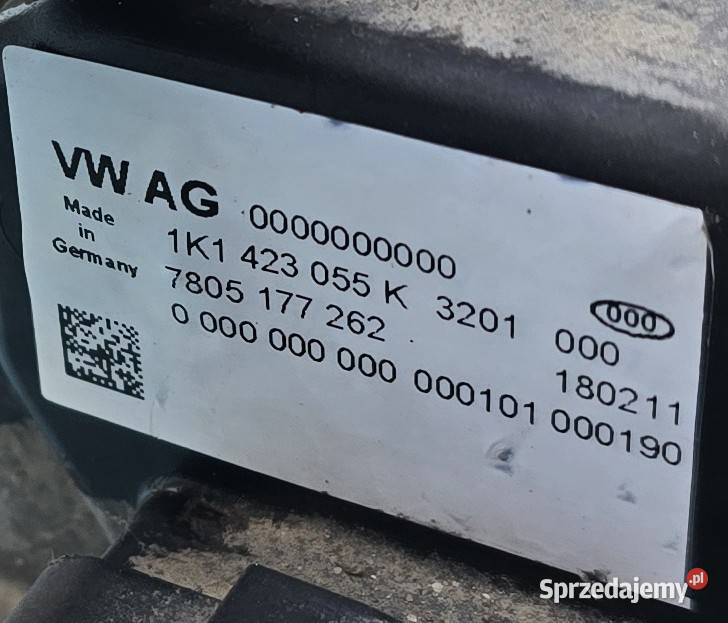 VW AG 0000000000
Made in Germany
1K1 423 055 K 3201 000
000
7805 177 262 180211
0 000 000 000 000101 000190
Sprzedajemy.pl